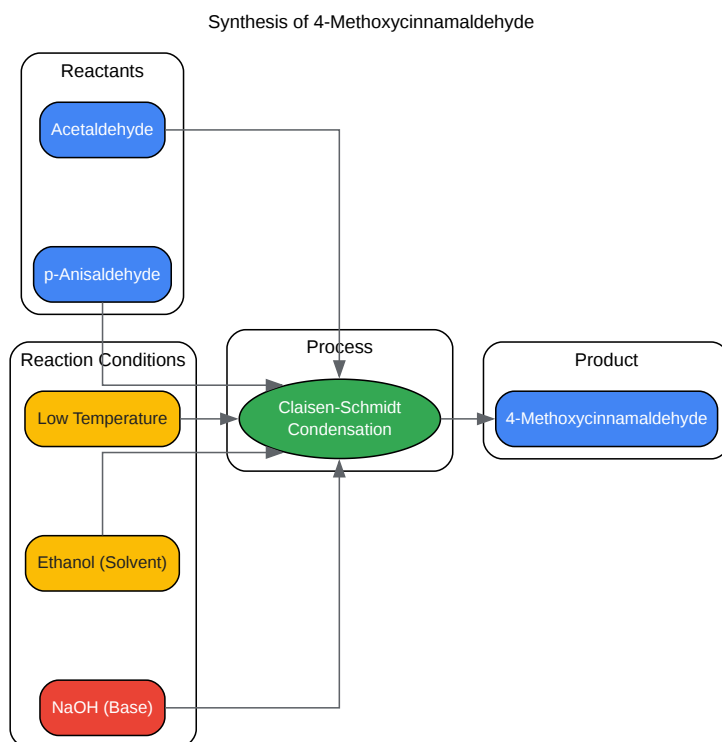 Synthesis of 4-Methoxycinnamaldehyde
Reactants
Acetaldehyde
p-Anisaldehyde
Reaction Conditions
Low Temperature
Ethanol (Solvent)
NaOH (Base)
Process
Claisen-Schmidt
Condensation
Product
4-Methoxycinnamaldehyde